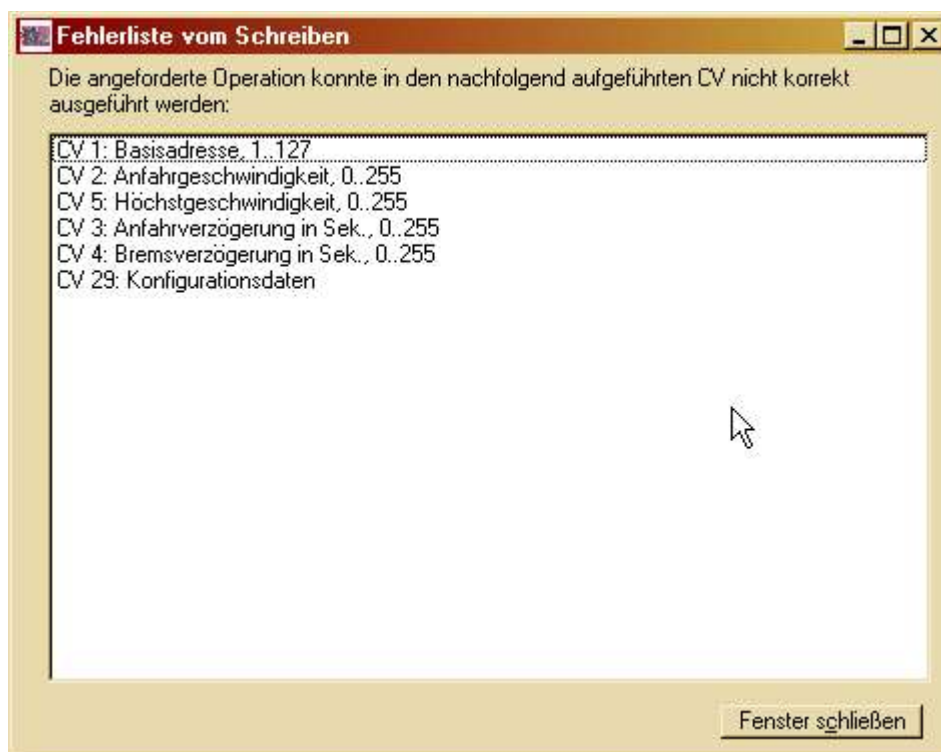 Fehlerliste vom Schreiben
Die angeforderte Operation konnte in den nachfolgend aufgeführten CV nicht korrekt
ausgeführt werden:
CV 1: Basisadresse, 1..127
CV 2: Anfahrgeschwindigkeit, 0..255
CV 5: Höchstgeschwindigkeit, 0..255
CV 3: Anfahrverzögerung in Sek., 0..255
CV 4: Bremsverzögerung in Sek., 0..255
CV 29: Konfigurationsdaten
Fenster schließen